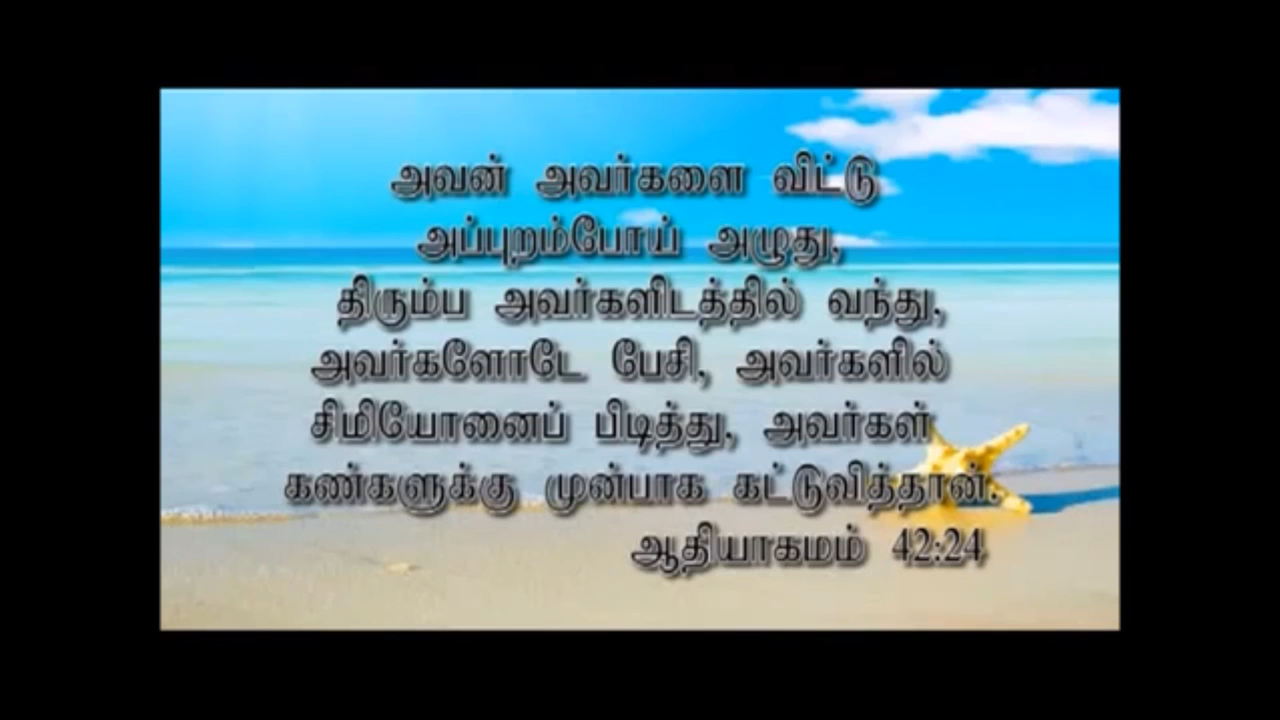 அவன் அவர்களை விட்டு
அப்புறம்போய் அழுது,
திரும்ப அவர்களிடத்தில் வந்து,
அவர்களோடே பேசி, அவர்களில்
சிமியோனைப் பிடித்து, அவர்கள்
கண்களுக்கு முன்பாக கட்டுவித்தான்.
ஆதியாகமம் 42:24